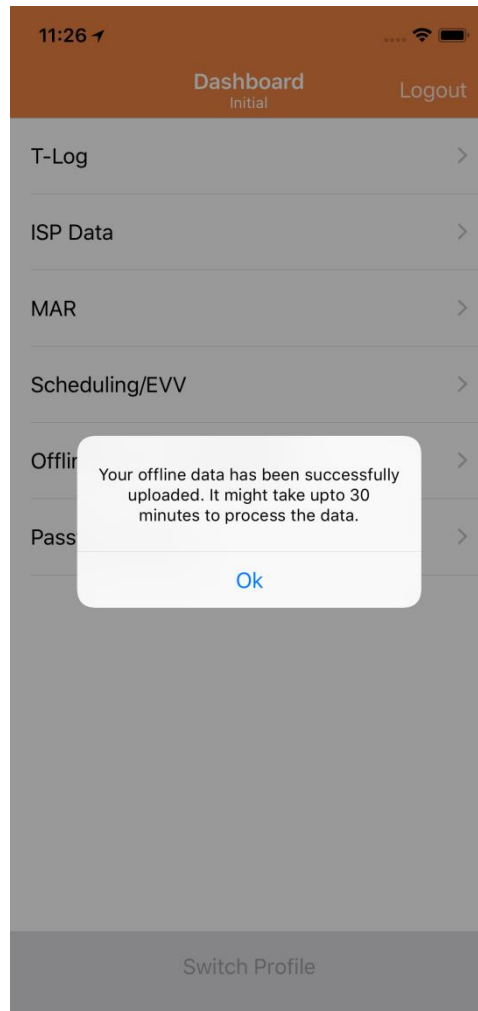 11:26
Dashboard
Initial
Logout
T-Log
ISP Data
MAR
Scheduling/EVV
Offlin
Your offline data has been successfully
uploaded. It might take upto 30
minutes to process the data.
Pass
Ok
Switch Profile